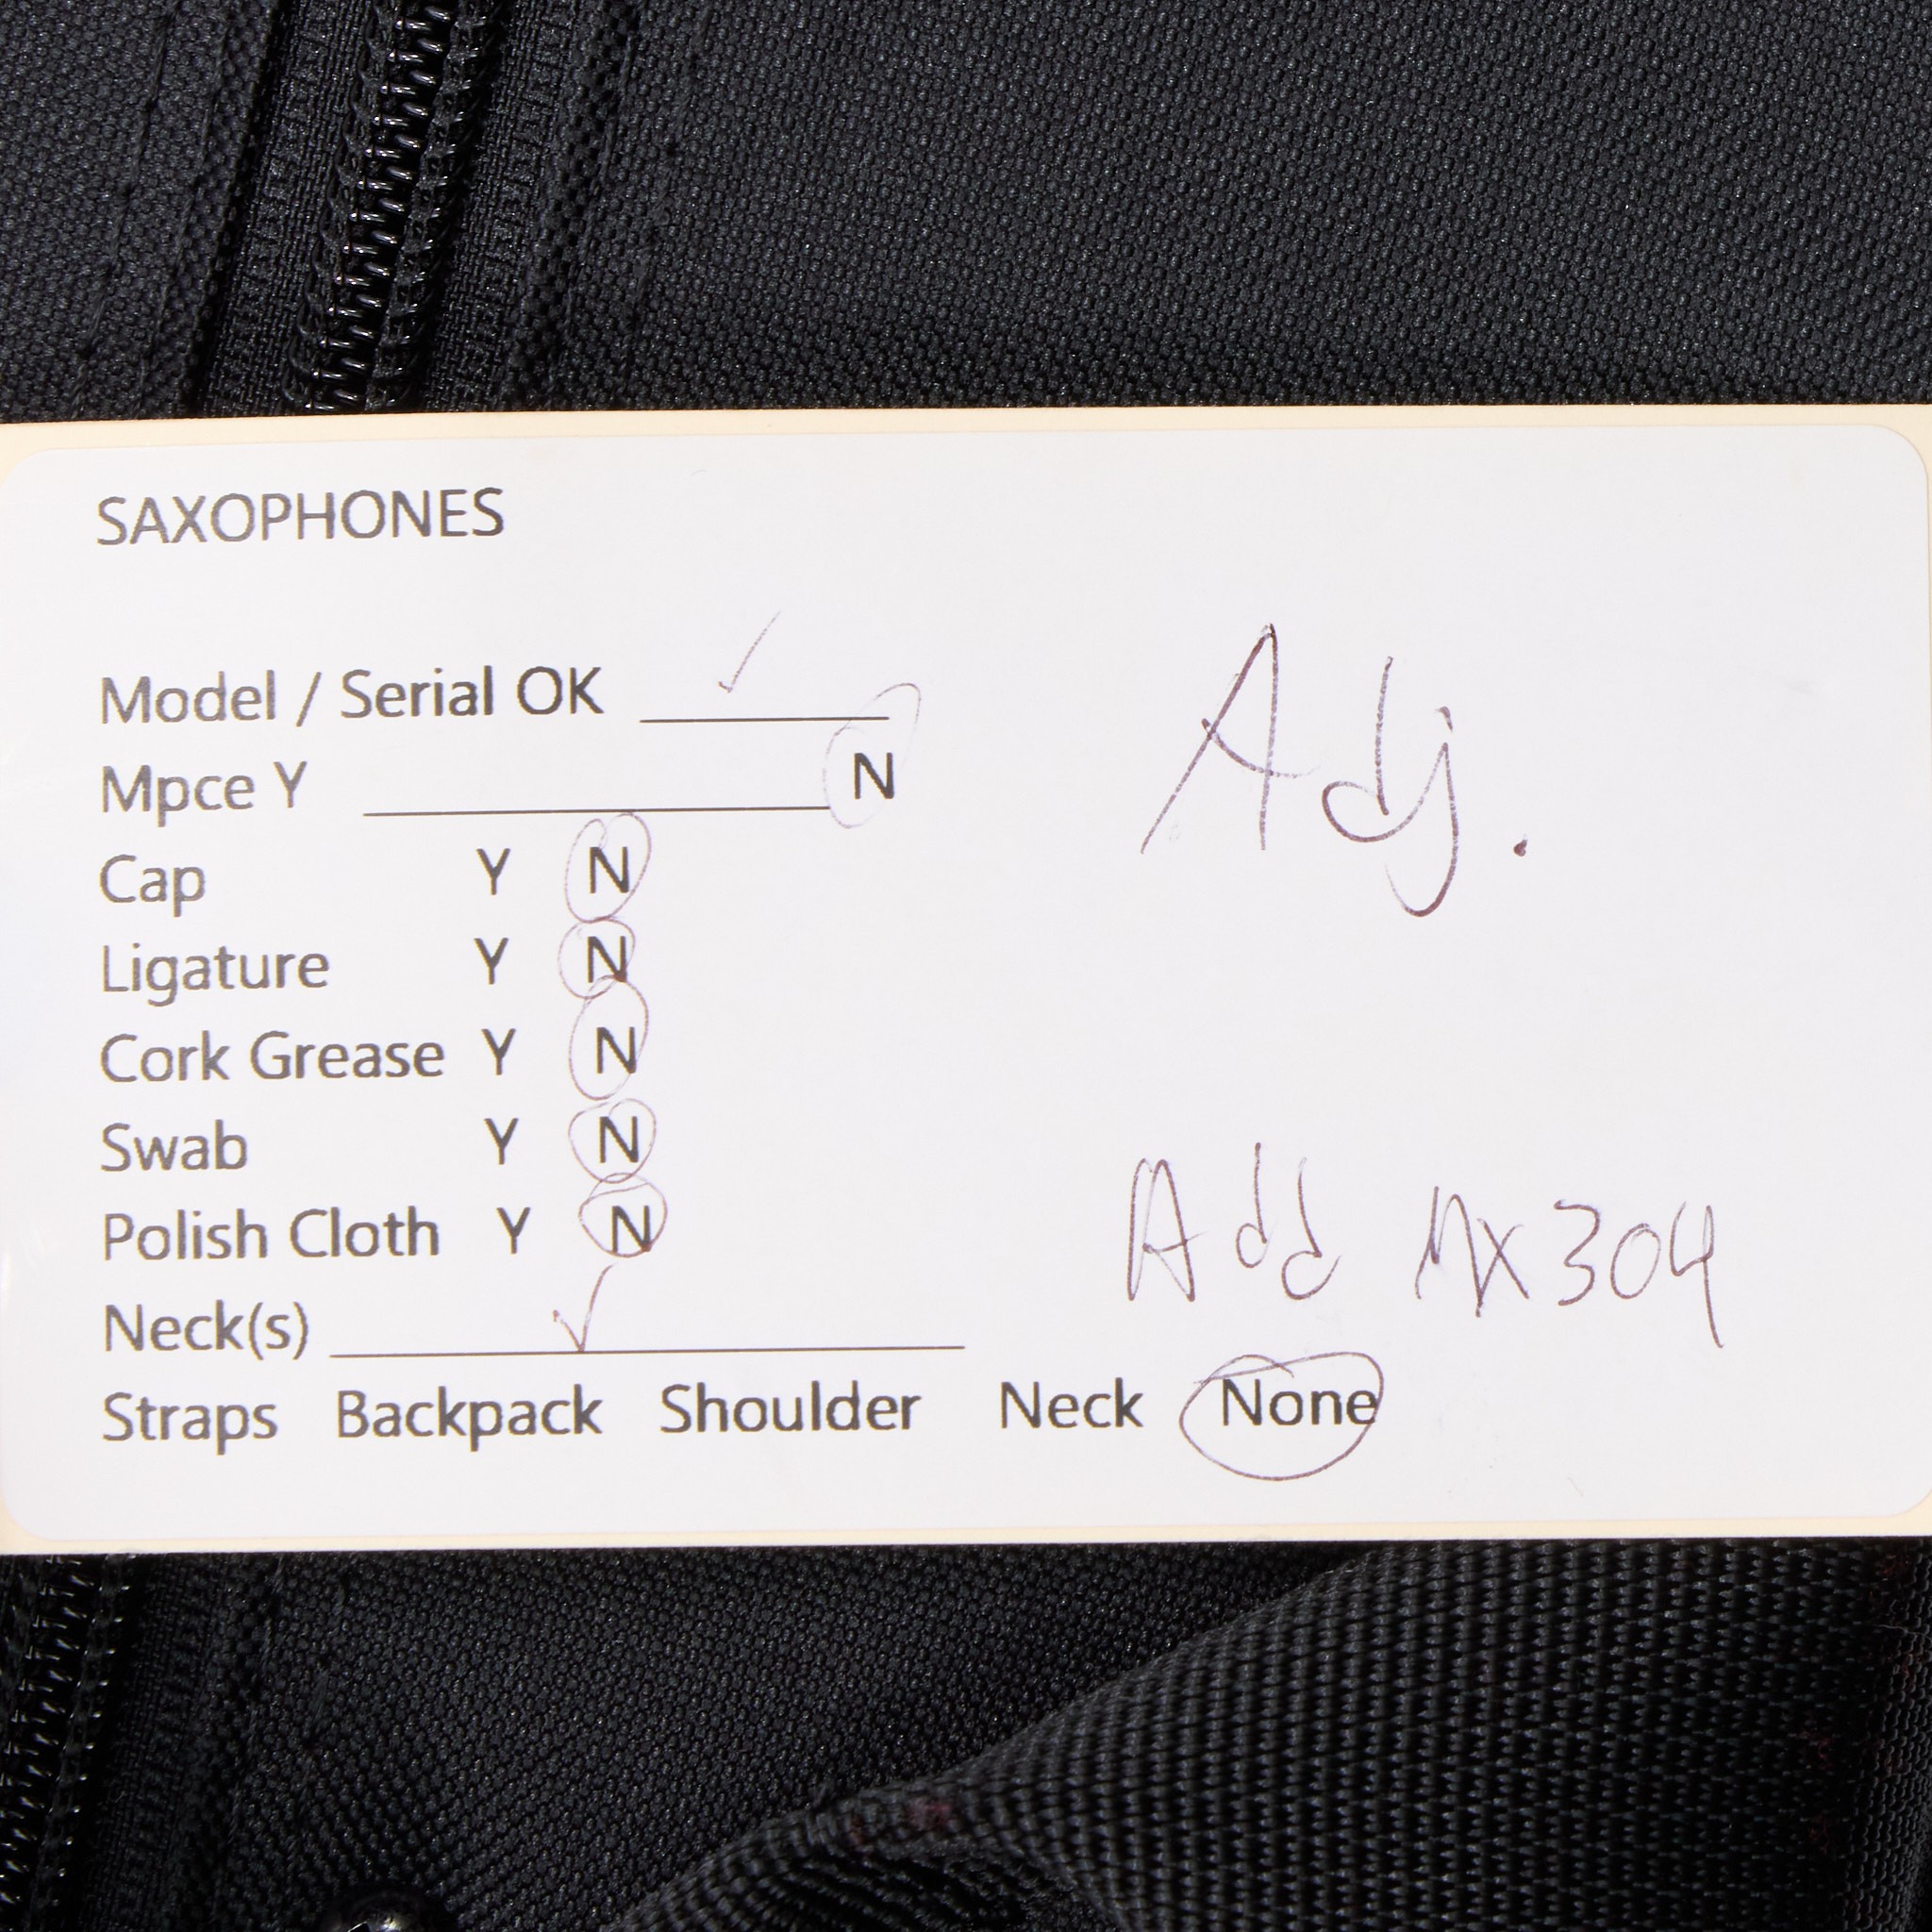 SAXOPHONES
Model / Serial OK ✓
Adj.
Mpce Y N
Cap Y N
Ligature Y N
Cork Grease Y N
Swab Y N
Polish Cloth Y N
Add MX304
Neck(s) ✓
Straps Backpack Shoulder Neck None